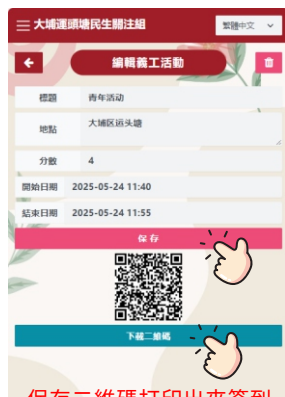 大埔運頭塘民生關注組
繁體中文
編輯義工活動
標題 青年活动
地點 大埔区运头塘
分數 4
開始日期 2025-05-24 11:40
結束日期 2025-05-24 11:55
保存
下載二維碼
保存二維碼打印出來簽到